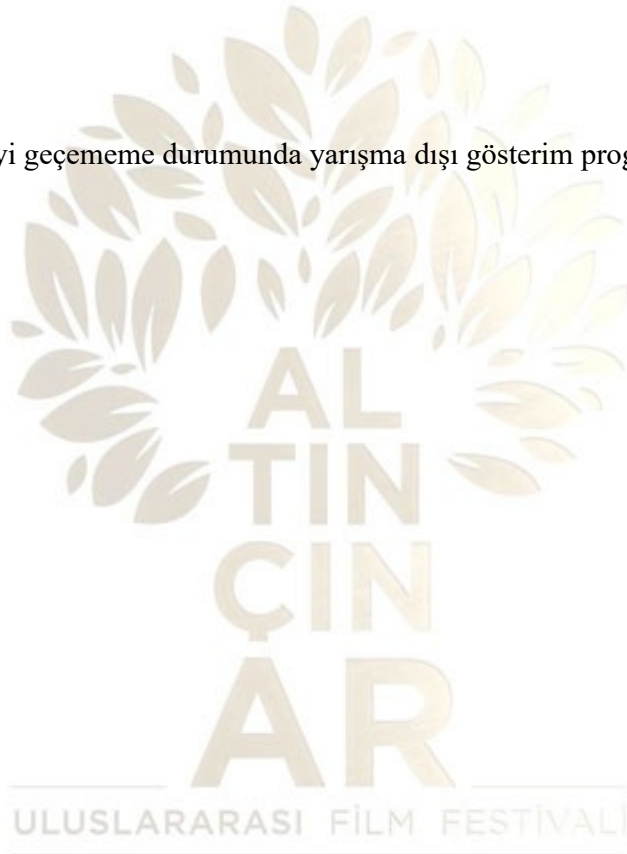 yi geçememe durumunda yarışma dışı gösterim prog
AL
TIN
ÇIN
AR
ULUSLARARASI FİLM FESTİVALİ